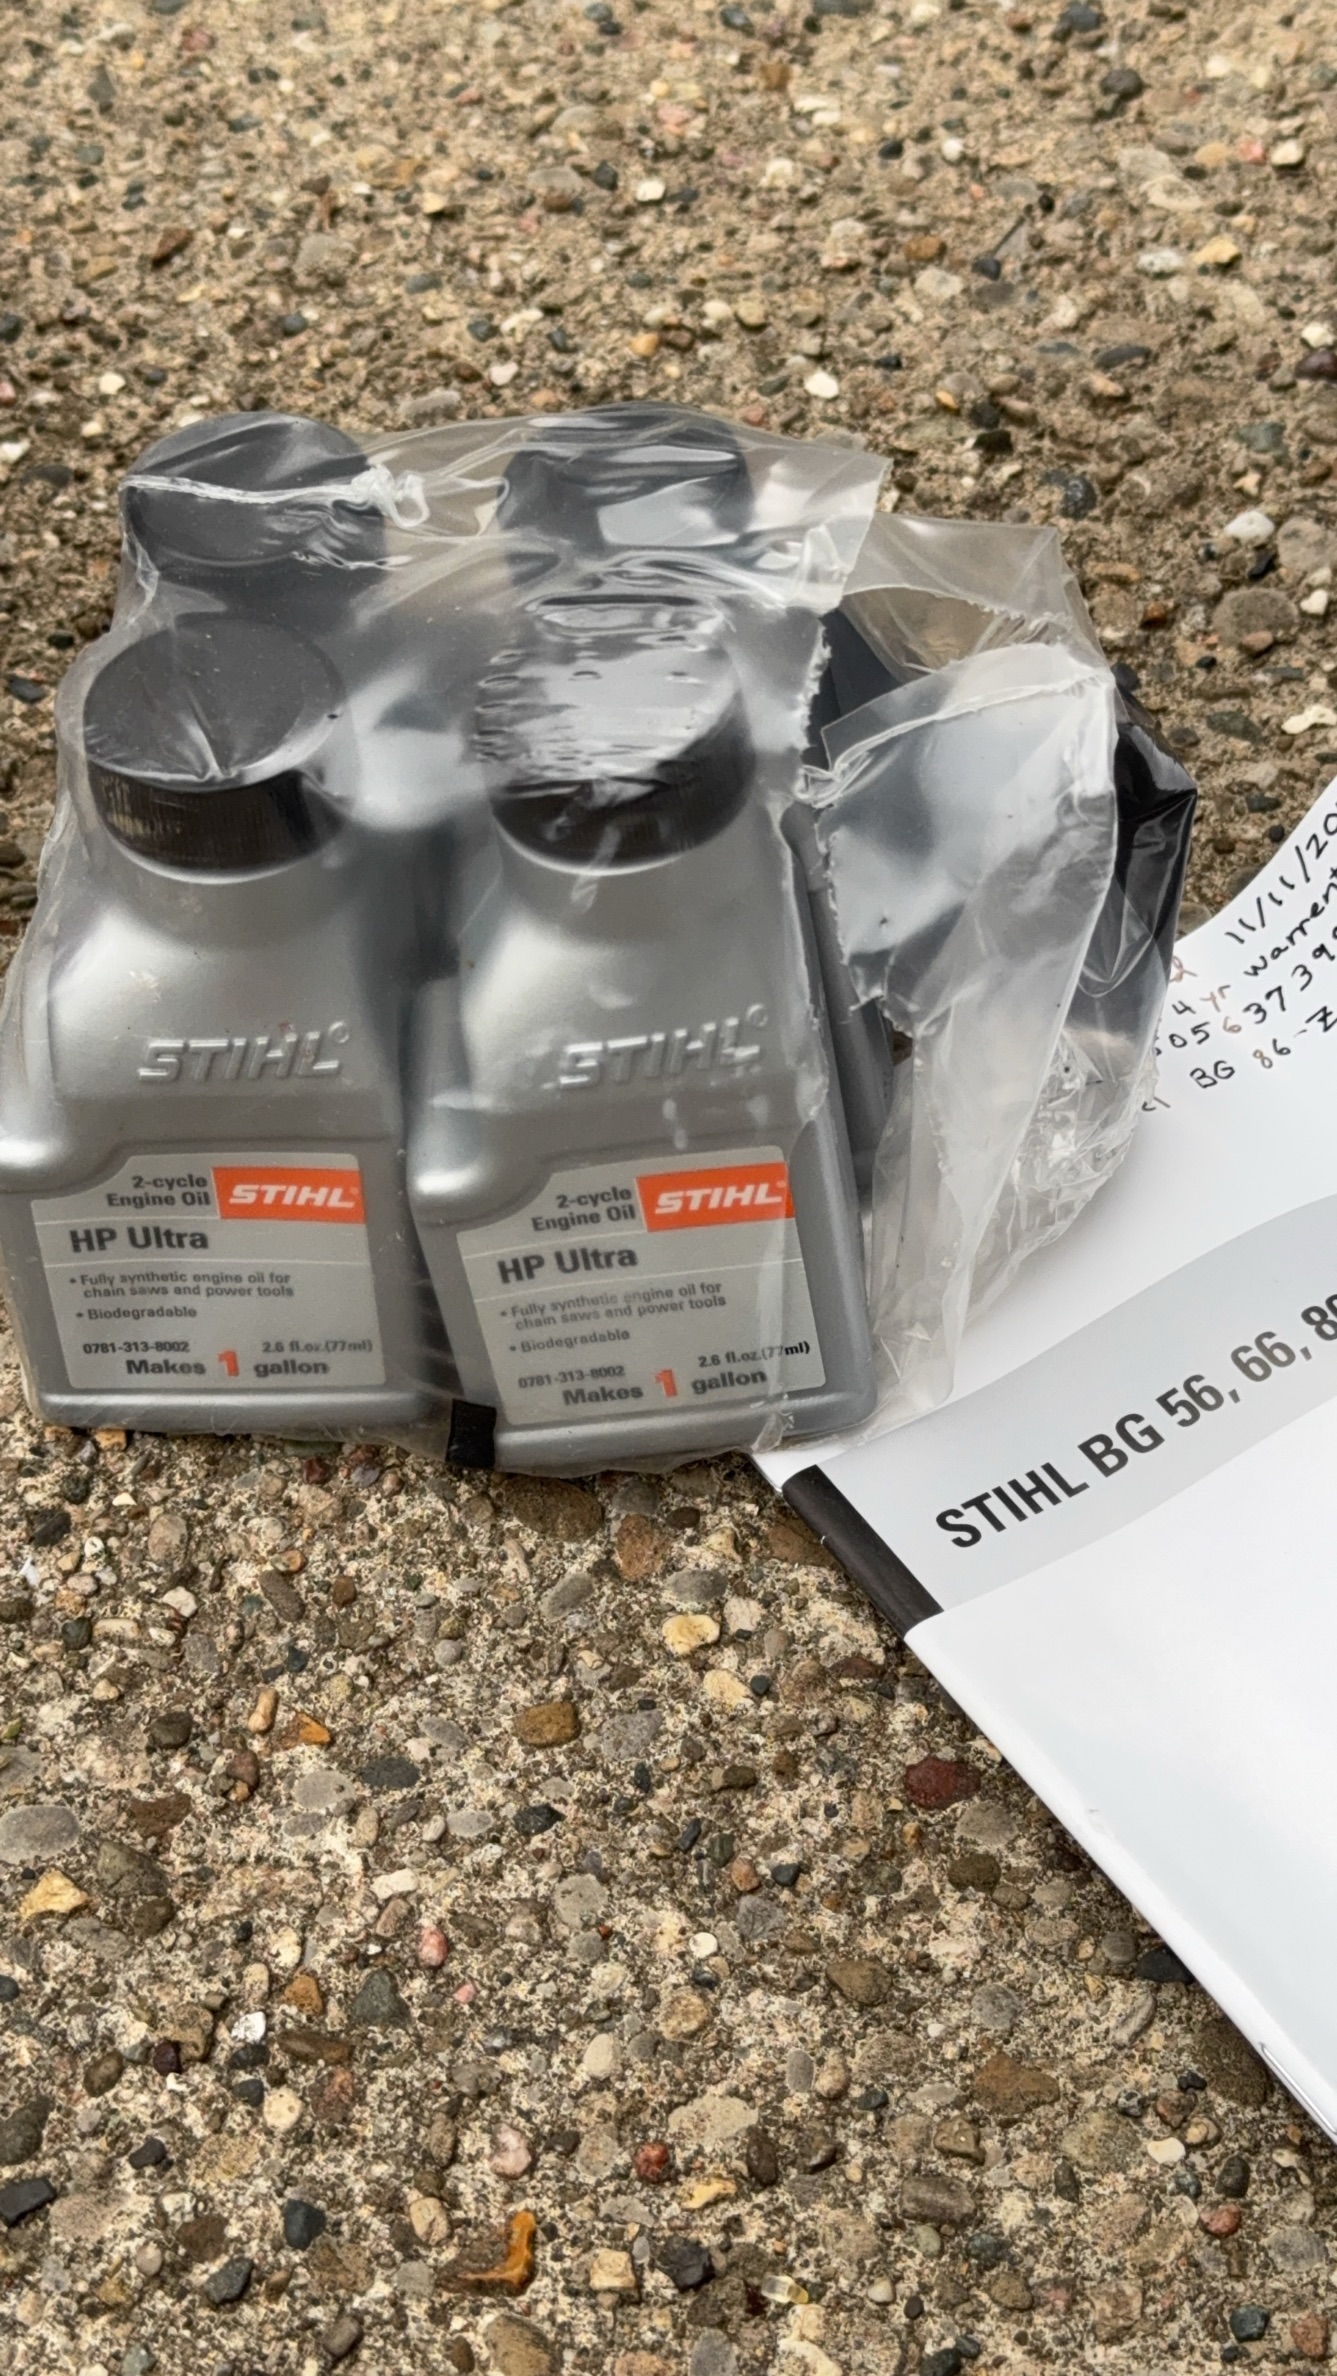 STIHL
2-cycle
Engine Oil
STIHL
HP Ultra
• Fully synthetic engine oil for
chain saws and power tools
• Biodegradable
0781-313-8002 2.6 fl.oz.(77ml)
Makes 1 gallon
STIHL
2-cycle
Engine Oil
STIHL
HP Ultra
• Fully synthetic engine oil for
chain saws and power tools
• Biodegradable
0781-313-8002 2.6 fl.oz.(77ml)
Makes 1 gallon
11/11/20
4 yr warrent
0563739
BG 86-Z
STIHL BG 56, 66, 8